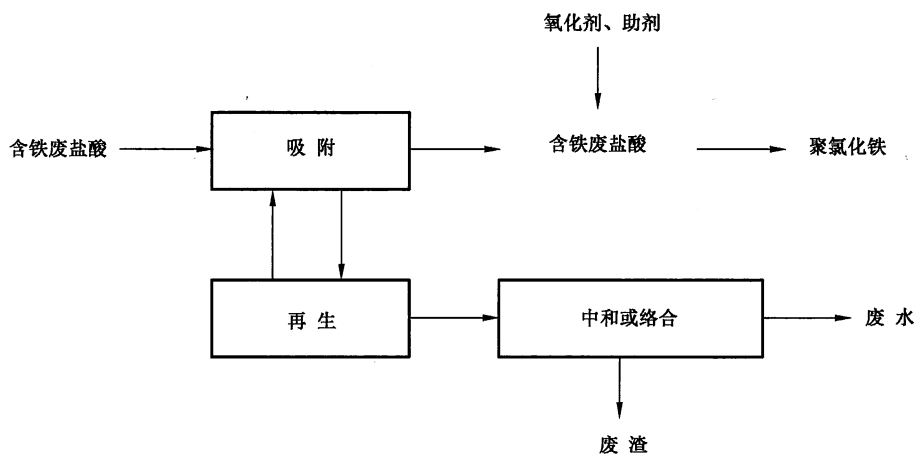 氧化剂、助剂
含铁废盐酸
吸 附
含铁废盐酸
聚氯化铁
再 生
中和或络合
废 水
废 渣